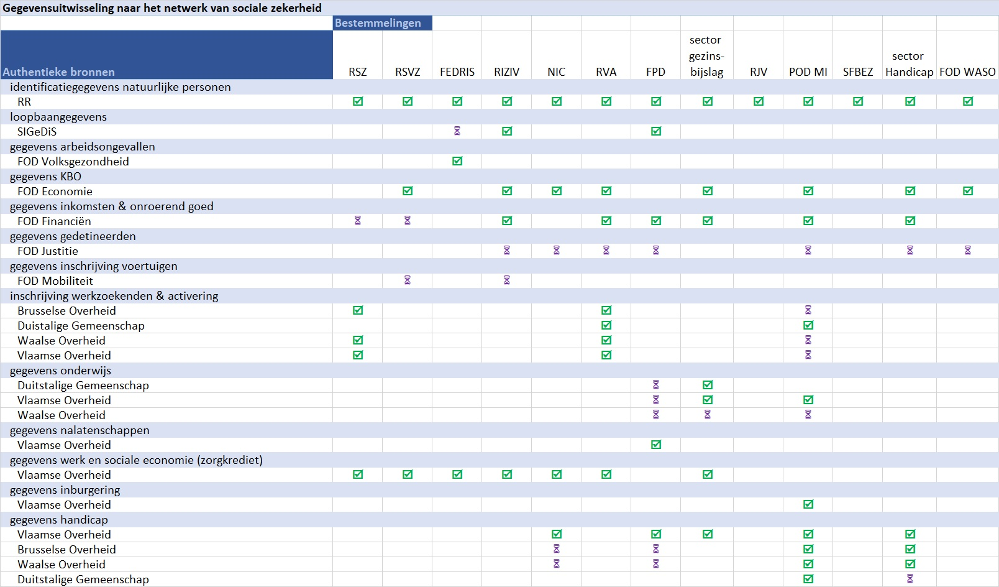 Gegevensuitwisseling naar het netwerk van sociale zekerheid
Bestemmelingen
Authentieke bronnen RSZ RSVZ FEDRIS RIZIV NIC RVA FPD sector gezins-bijslag RJV POD MI SFBEZ sector Handicap FOD WASO
identificatiegegevens natuurlijke personen
RR
loopbaangegevens
SIGeDiS
gegevens arbeidsongevallen
FOD Volksgezondheid
gegevens KBO
FOD Economie
gegevens inkomsten & onroerend goed
FOD Financiën
gegevens gedetineerden
FOD Justitie
gegevens inschrijving voertuigen
FOD Mobiliteit
inschrijving werkzoekenden & activering
Brusselse Overheid
Duistalige Gemeenschap
Waalse Overheid
Vlaamse Overheid
gegevens onderwijs
Duitstalige Gemeenschap
Vlaamse Overheid
Waalse Overheid
gegevens nalatenschappen
Vlaamse Overheid
gegevens werk en sociale economie (zorgkrediet)
Vlaamse Overheid
gegevens inburgering
Vlaamse Overheid
gegevens handicap
Vlaamse Overheid
Brusselse Overheid
Waalse Overheid
Duitstalige Gemeenschap